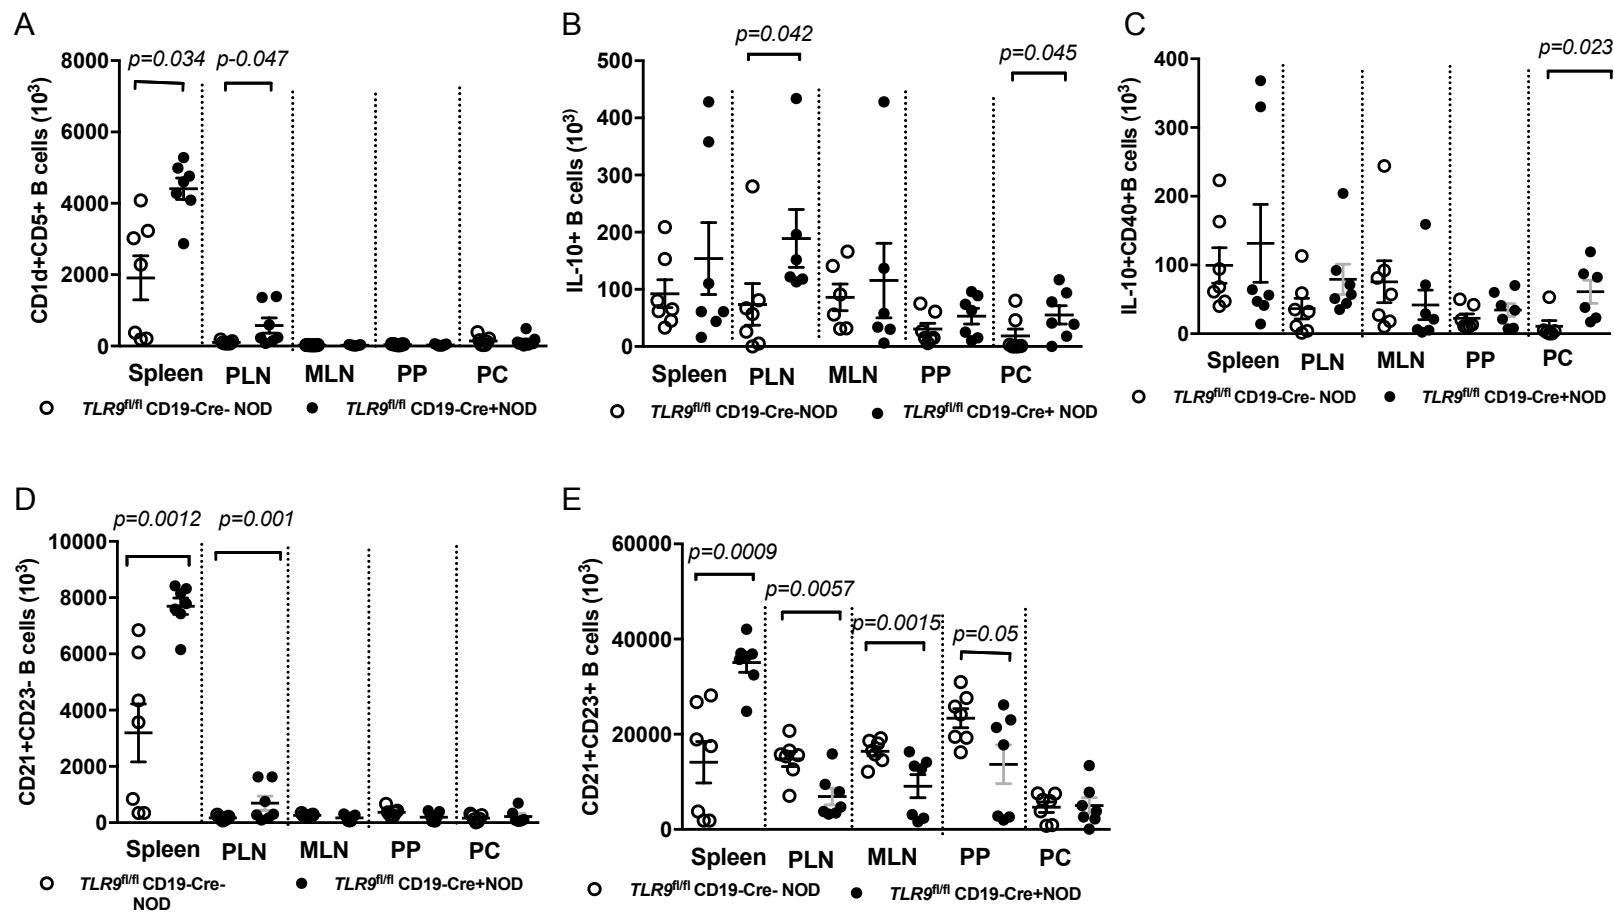 A
CD1d+CD5+ B cells (10³)
8000
6000
4000
2000
0
p=0.034
p-0.047
Spleen
PLN
MLN
PP
PC
TLR9fl/fl CD19-Cre- NOD
TLR9fl/fl CD19-Cre+NOD
B
IL-10+ B cells (10³)
500
400
300
200
100
0
p=0.042
p=0.045
Spleen
PLN
MLN
PP
PC
TLR9fl/fl CD19-Cre-NOD
TLR9fl/fl CD19-Cre+ NOD
C
IL-10+CD40+B cells (10³)
400
300
200
100
0
p=0.023
Spleen
PLN
MLN
PP
PC
TLR9fl/fl CD19-Cre- NOD
TLR9fl/fl CD19-Cre+NOD
D
CD21+CD23- B cells (10³)
10000
8000
6000
4000
2000
0
p=0.0012
p=0.001
Spleen
PLN
MLN
PP
PC
TLR9fl/fl CD19-Cre-
NOD
TLR9fl/fl CD19-Cre+NOD
E
CD21+CD23+ B cells (10³)
60000
40000
20000
0
p=0.0009
p=0.0057
p=0.0015
p=0.05
Spleen
PLN
MLN
PP
PC
TLR9fl/fl CD19-Cre- NOD
TLR9fl/fl CD19-Cre+NOD